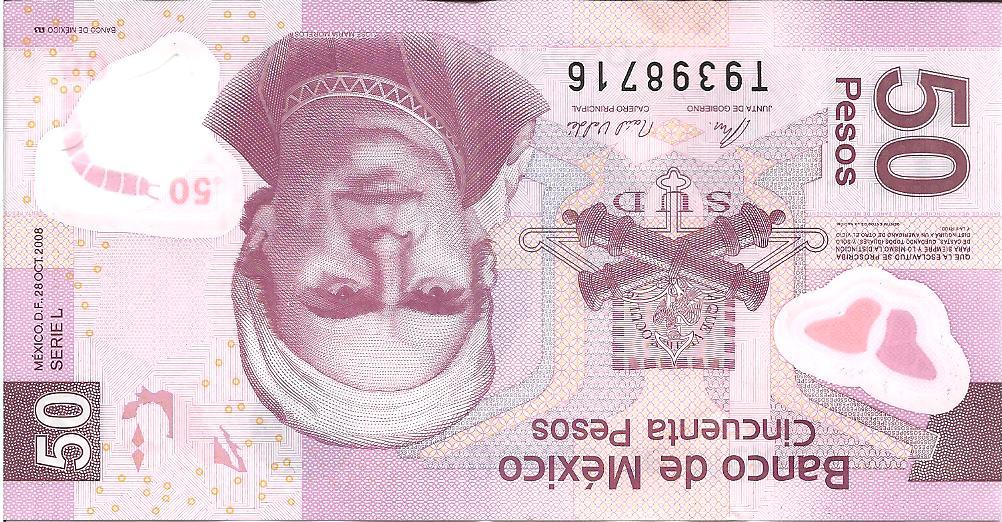 Banco de México
Cincuenta Pesos
50
50
Pesos
MÉXICO, D.F. 28 OCT. 2008
SERIE L
QUE LA ESCLAVITUD SE PROSCRIBA
PARA SIEMPRE Y LO MISMO LA DISTINCIÓN
DE CASTAS, QUEDANDO TODOS IGUALES Y SOLO
DISTINGUIRÁ UN AMERICANO DE OTRO EL VICIO
Y LA VIRTUD
SUD
50
JUNTA DE GOBIERNO
CAJERO PRINCIPAL
T9398716
JOSÉ MARÍA MORELOS
BANCO DE MÉXICO